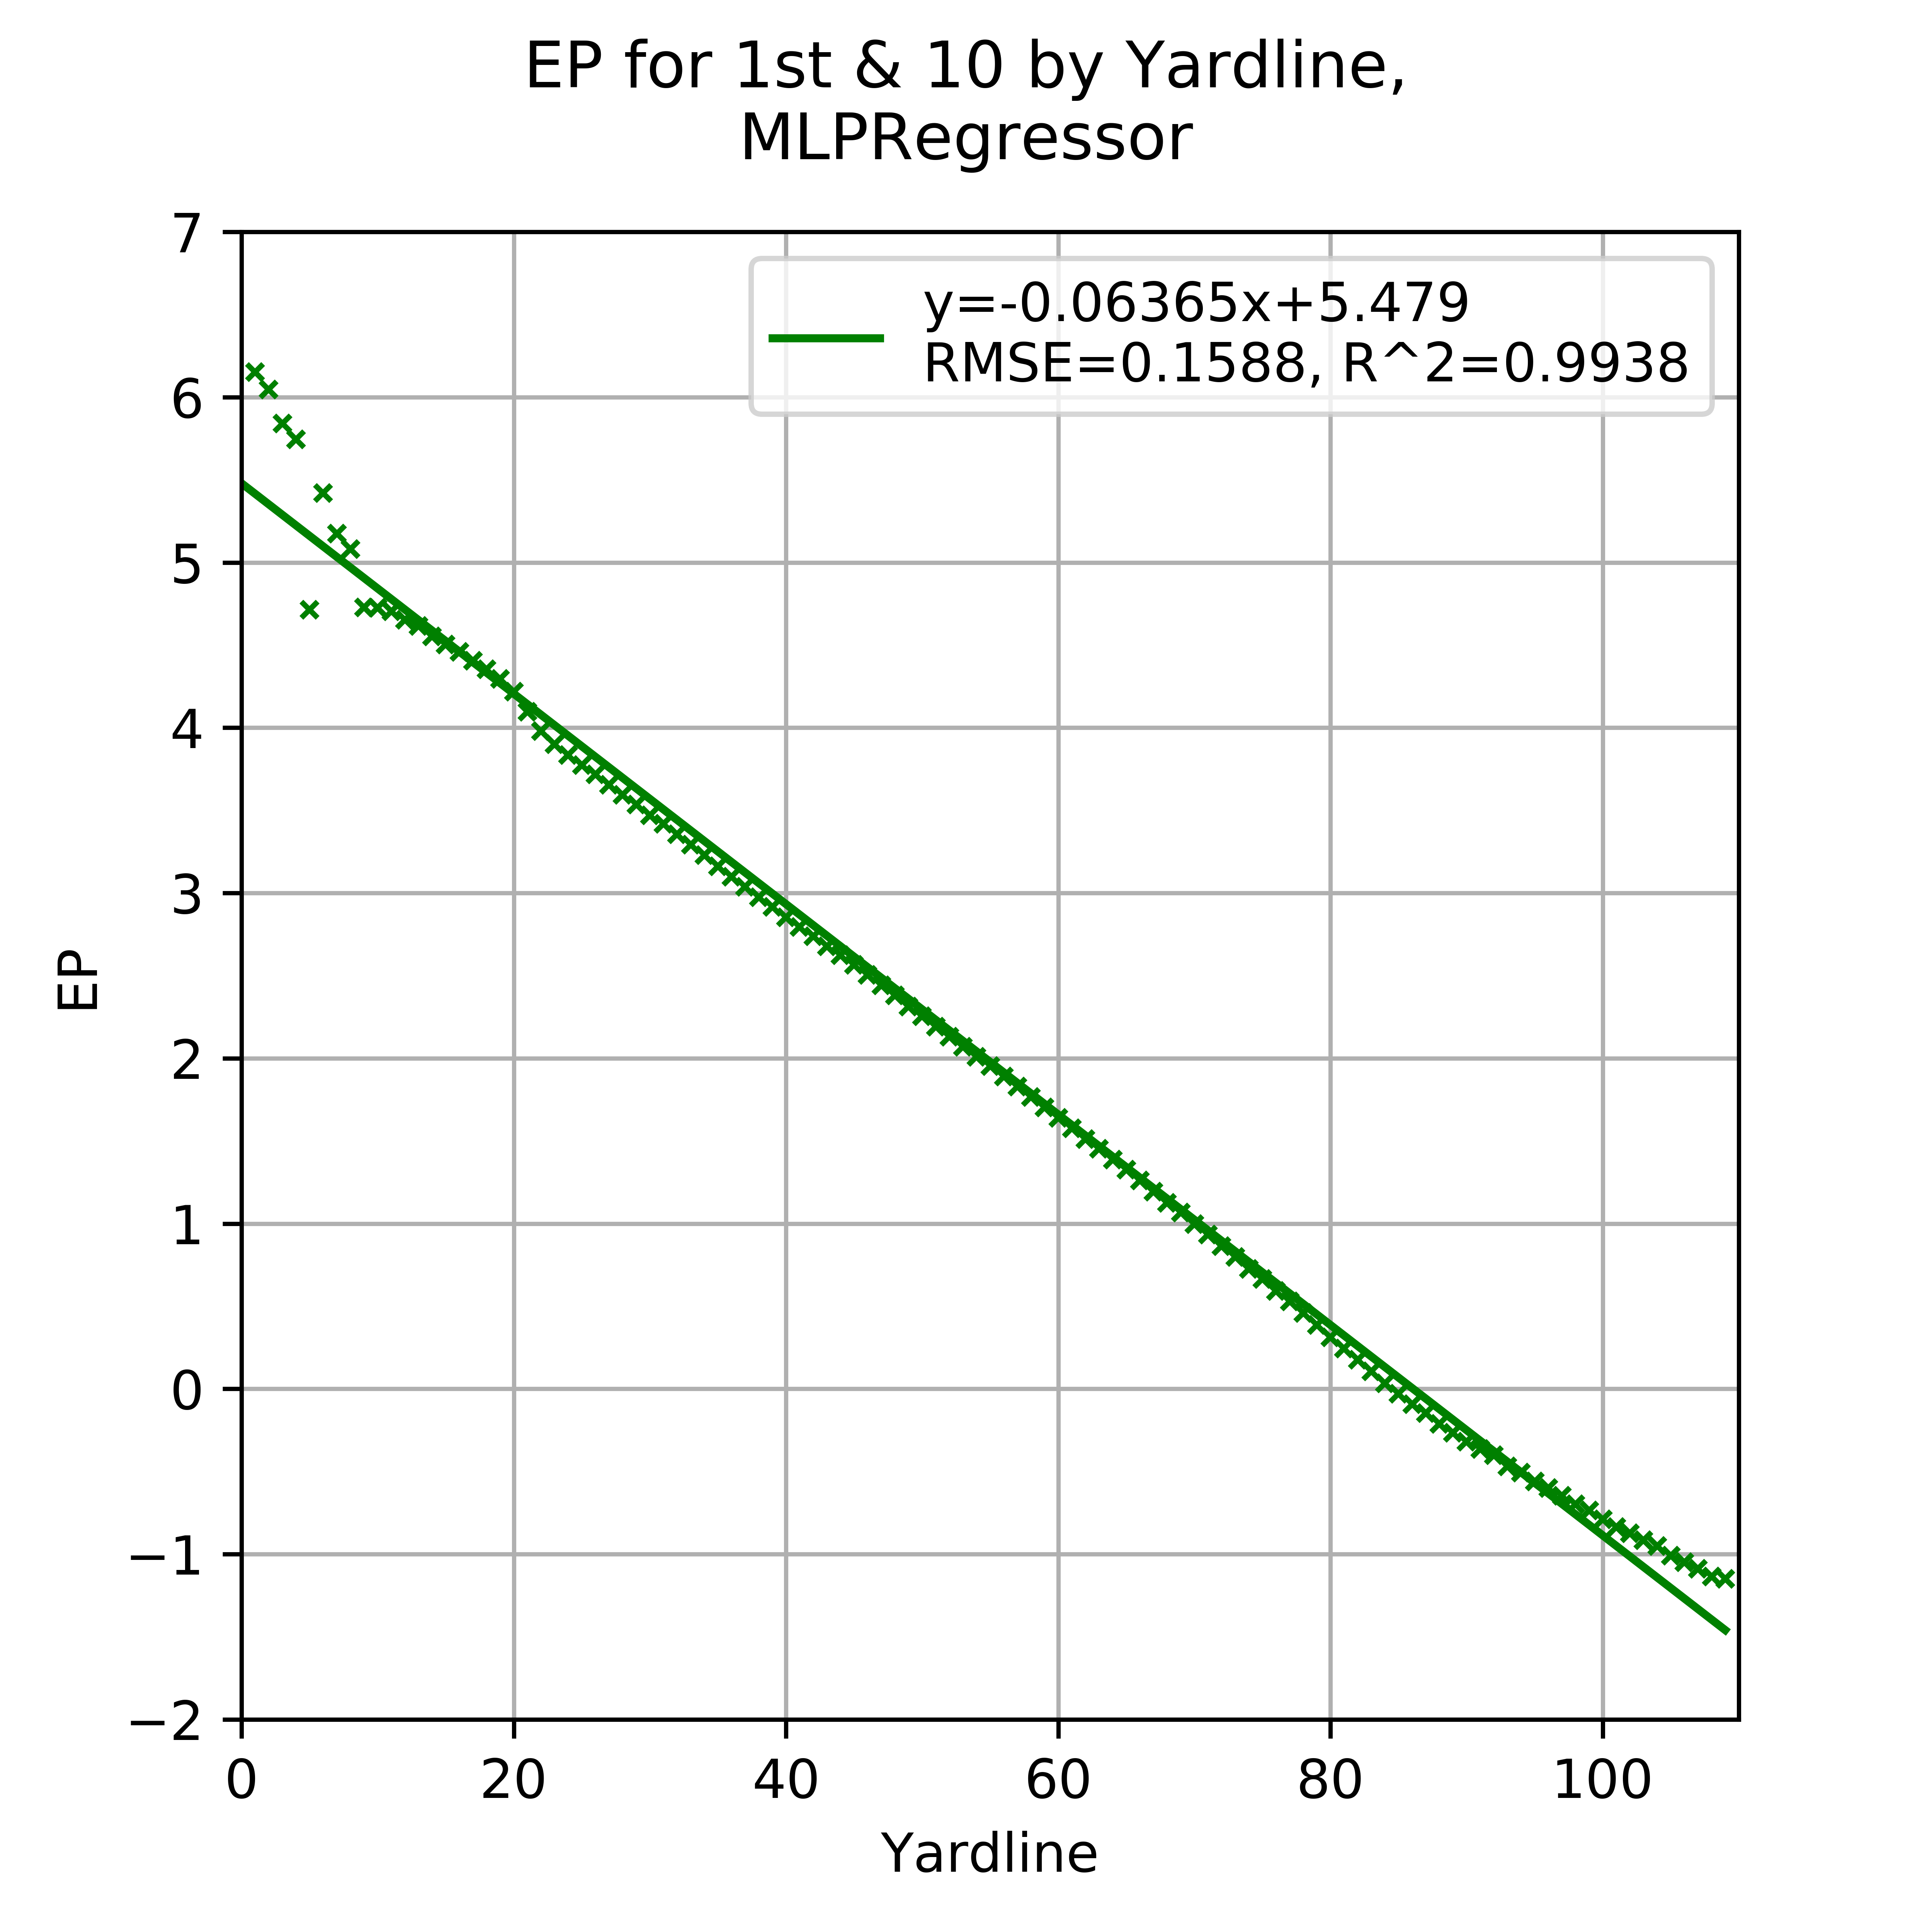 EP for 1st & 10 by Yardline,
MLPRegressor
y=-0.06365x+5.479
RMSE=0.1588, R^2=0.9938
7
6
5
4
3
2
1
0
−1
−2
EP
0 20 40 60 80 100
Yardline